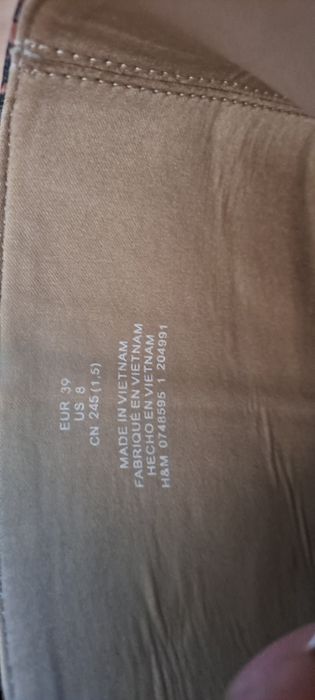 EUR 39
US 8
CN 245 (1.5)
MADE IN VIETNAM
FABRIQUÉ EN VIETNAM
HECHO EN VIETNAM
H&M 0748595 1 204991